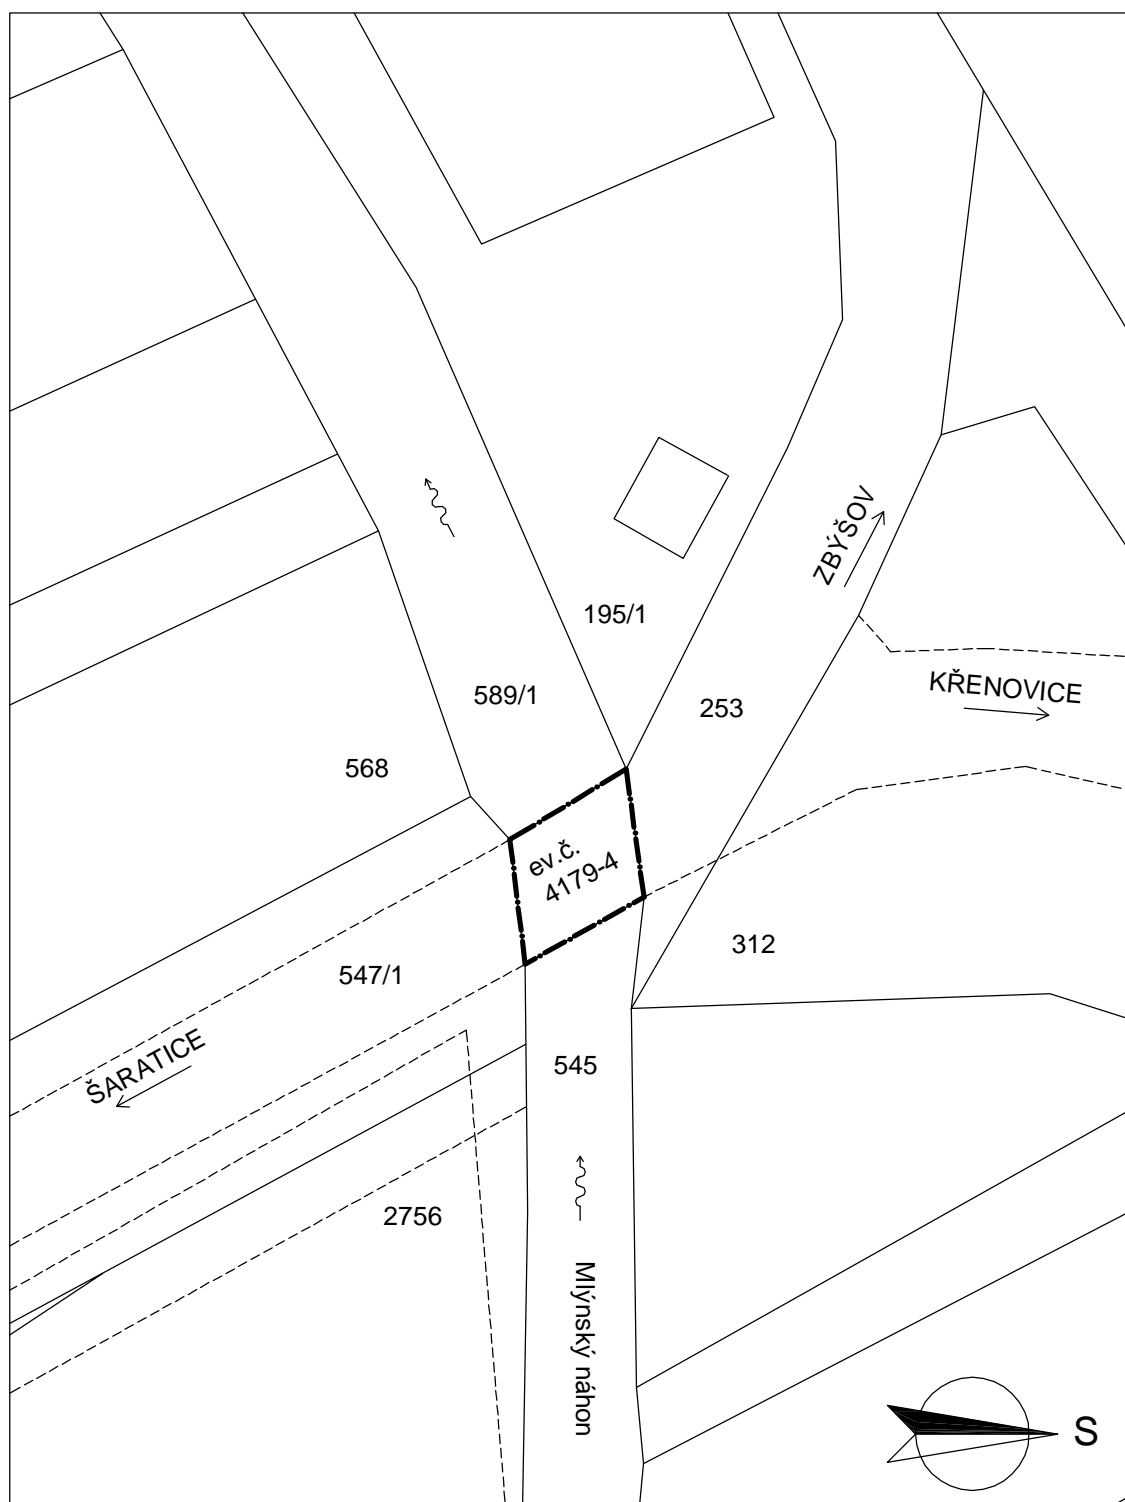 ZBÝŠOV
195/1
KŘENOVICE
589/1
253
568
ev.č.
4179-4
312
547/1
ŠARATICE
545
2756
Mlýnský náhon
S